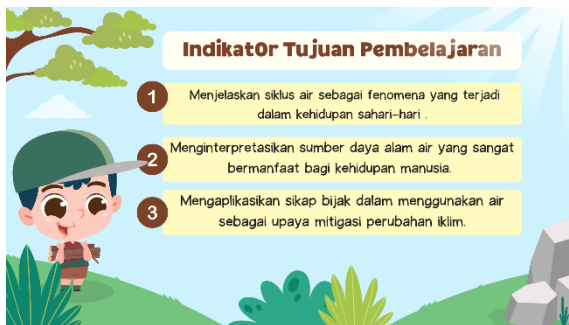 Indikat0r Tujuan Pembelajaran
1
Menjelaskan siklus air sebagai fenomena yang terjadi
dalam kehidupan sahari-hari .
2
Menginterpretasikan sumber daya alam air yang sangat
bermanfaat bagi kehidupan manusia.
3
Mengaplikasikan sikap bijak dalam menggunakan air
sebagai upaya mitigasi perubahan iklim.